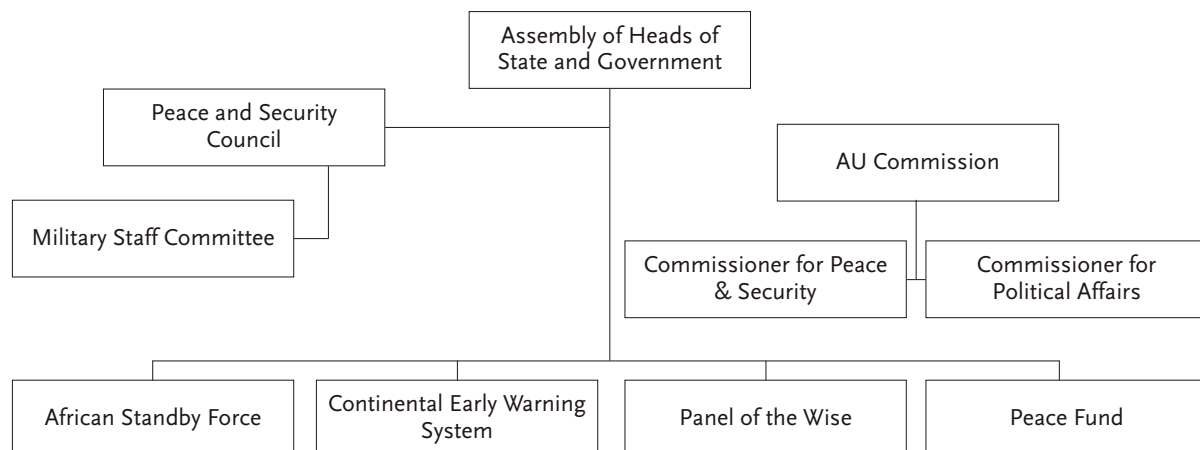 Assembly of Heads of
State and Government
Peace and Security
Council
AU Commission
Military Staff Committee
Commissioner for Peace
& Security
Commissioner for
Political Affairs
African Standby Force
Continental Early Warning
System
Panel of the Wise
Peace Fund